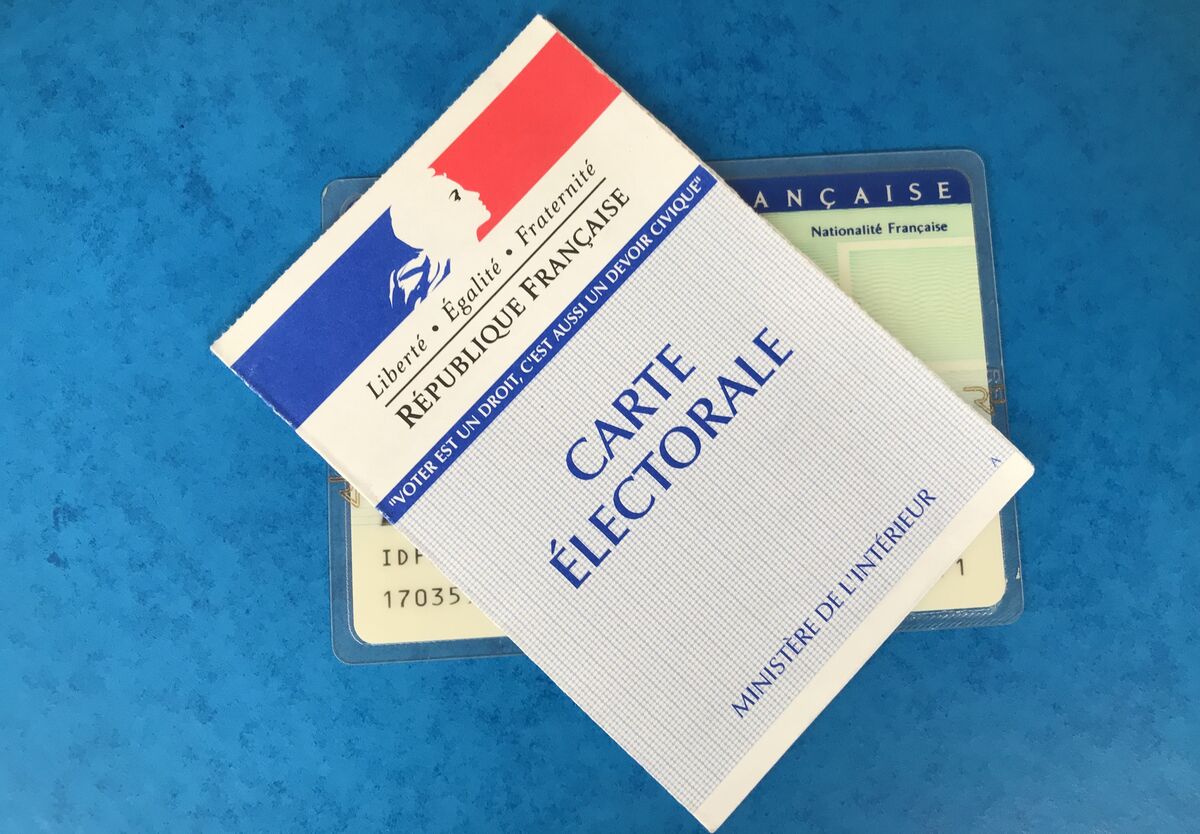 Liberté • Égalité • Fraternité
RÉPUBLIQUE FRANÇAISE
"VOTER EST UN DROIT, C'EST AUSSI UN DEVOIR CIVIQUE"
CARTE
ÉLECTORALE
MINISTÈRE DE L'INTÉRIEUR
A
ANÇAISE
Nationalité Française
IDF
17035
1